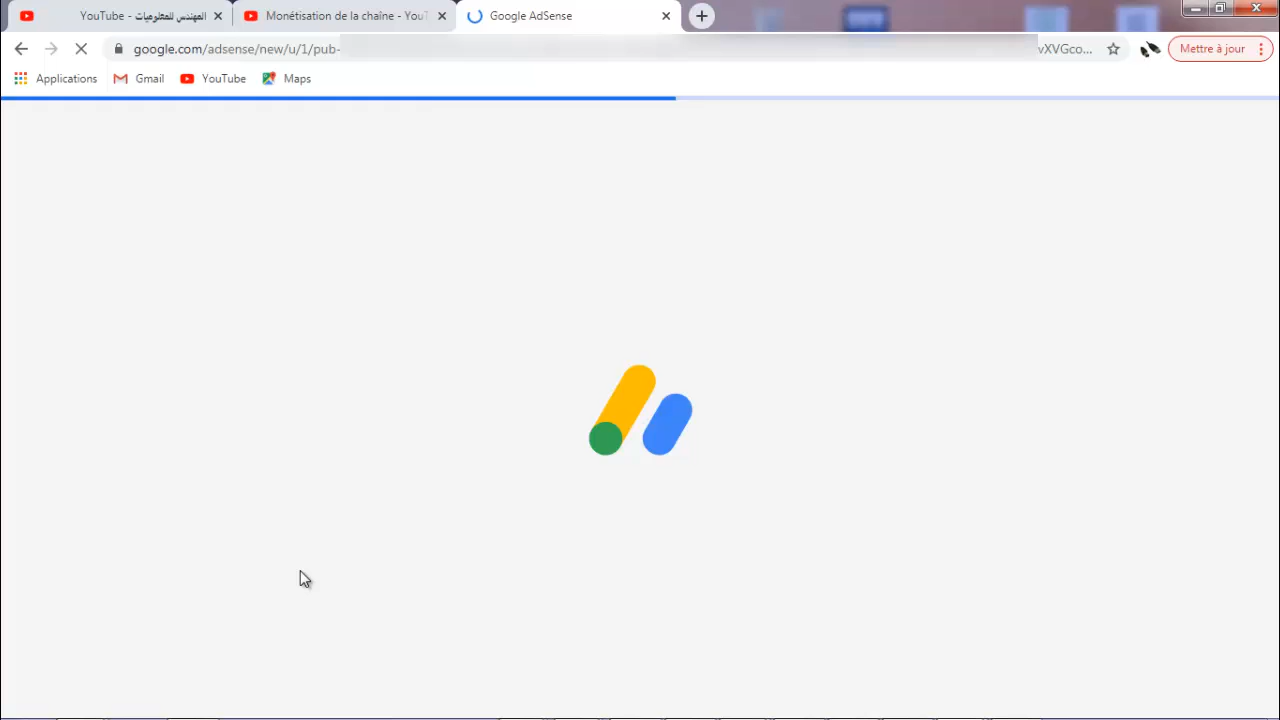 YouTube - المهندس للمعلوميات
Monétisation de la chaîne - YouT
Google AdSense
google.com/adsense/new/u/1/pub-
vXVGco...
Mettre à jour
Applications
Gmail
YouTube
Maps